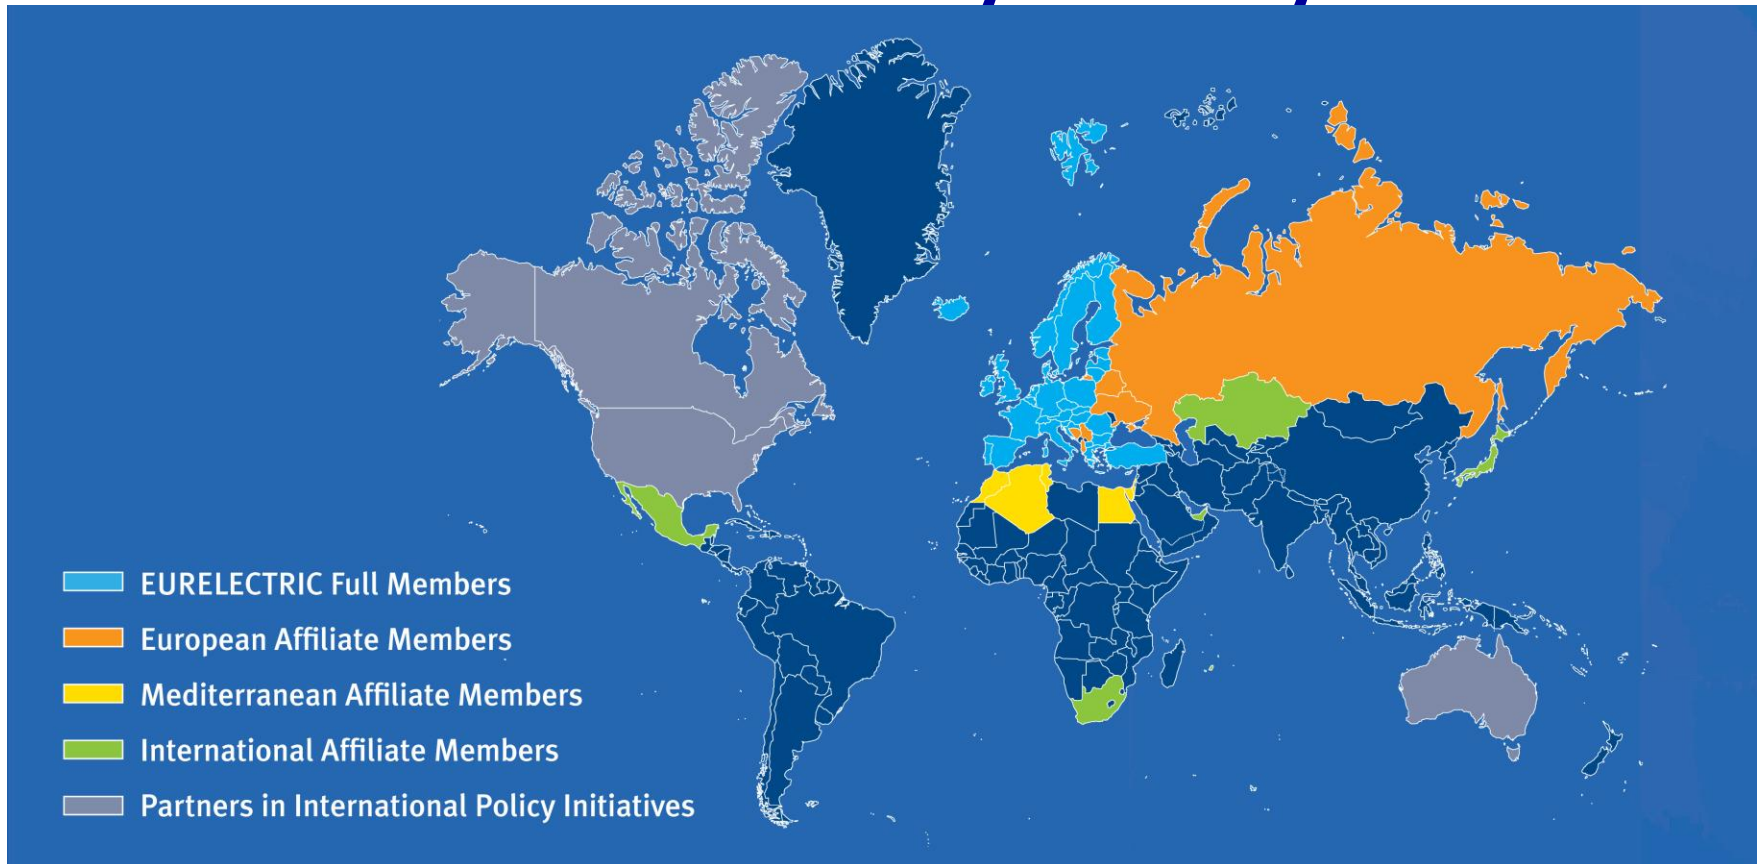 EURELECTRIC Full Members
European Affiliate Members
Mediterranean Affiliate Members
International Affiliate Members
Partners in International Policy Initiatives